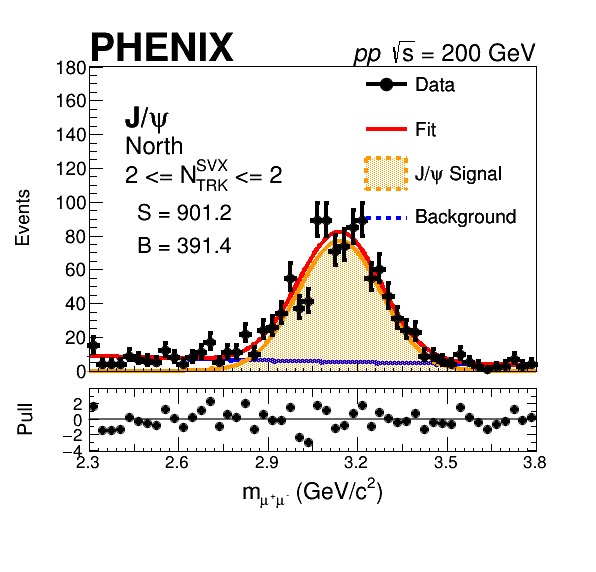 PHENIX
pp √s = 200 GeV
180
160
140
120
100
80
60
40
20
0
Events
J/ψ
North
2 <= N^SVX_TRK <= 2
S = 901.2
B = 391.4
Data
Fit
J/ψ Signal
Background
Pull
2
0
−2
−4
2.3 2.6 2.9 3.2 3.5 3.8
m_μ⁺μ⁻ (GeV/c²)